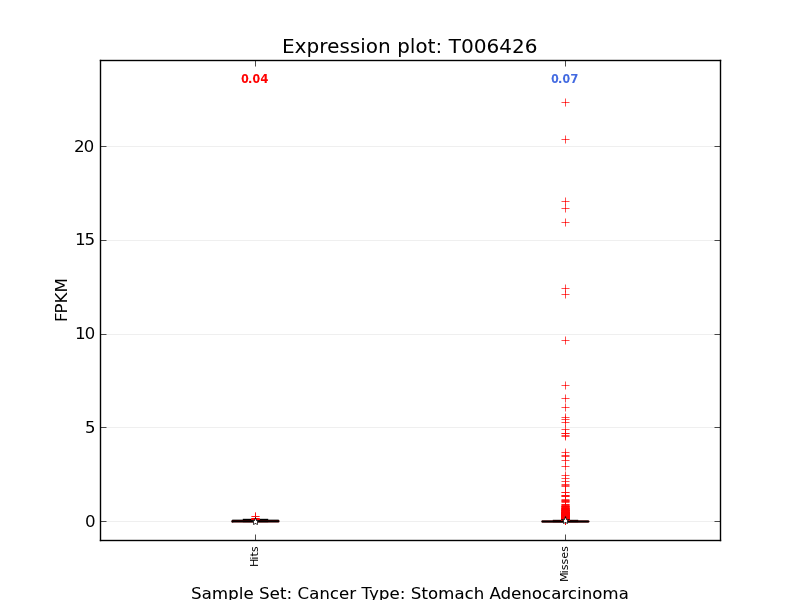 Expression plot: T006426
0.04
0.07
20
15
10
5
0
FPKM
Hits
Misses
Sample Set: Cancer Type: Stomach Adenocarcinoma